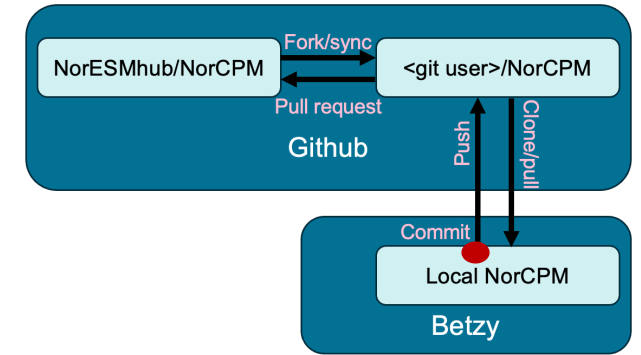 Fork/sync
NorESMhub/NorCPM
<git user>/NorCPM
Pull request
Github
Push
Clone/pull
Commit
Local NorCPM
Betzy